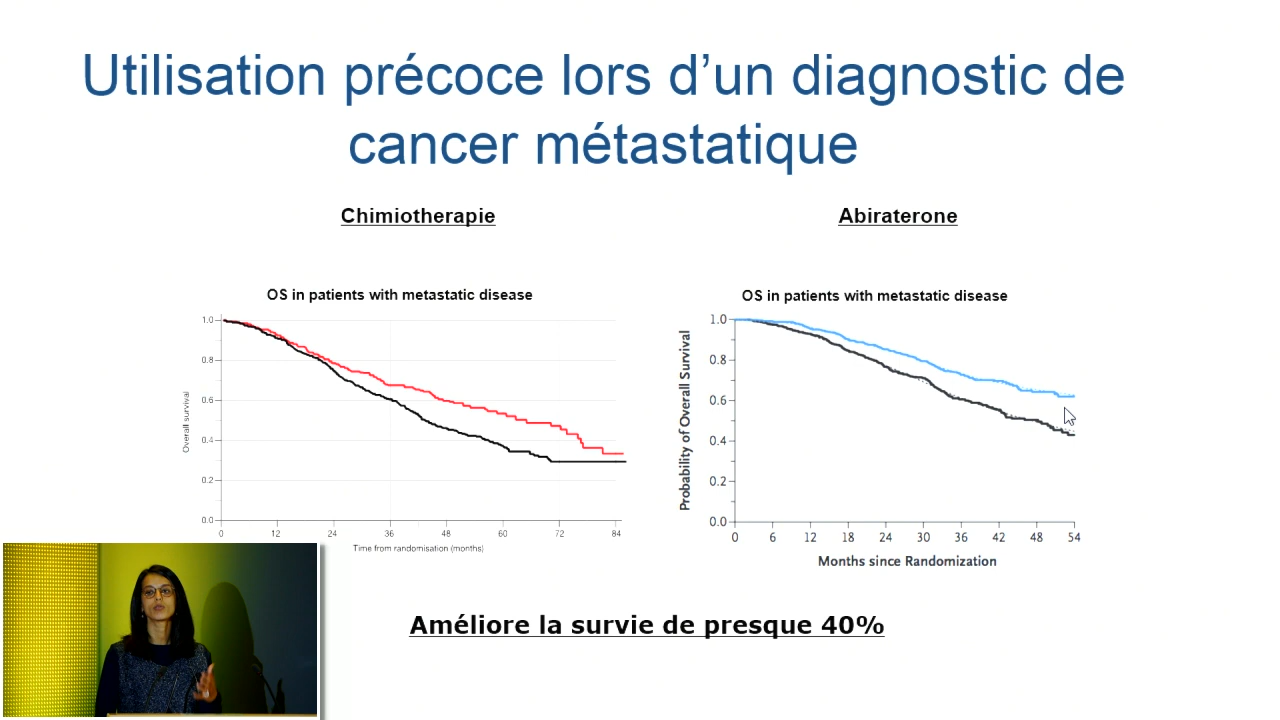 Utilisation précoce lors d’un diagnostic de
cancer métastatique
Chimiotherapie
OS in patients with metastatic disease
1.0
0.8
0.6
0.4
0.2
0.0
Overall survival
0 12 24 36 48 60 72 84
Time from randomisation (months)
Abiraterone
OS in patients with metastatic disease
1.0
0.8
0.6
0.4
0.2
0.0
Probability of Overall Survival
0 6 12 18 24 30 36 42 48 54
Months since Randomization
Améliore la survie de presque 40%